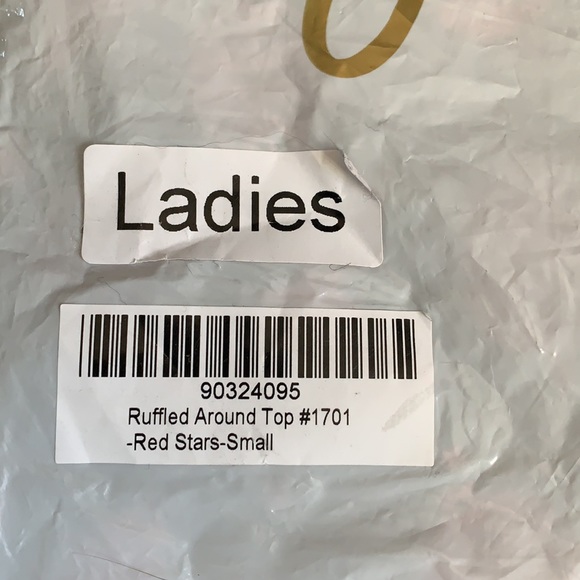 Ladies
90324095
Ruffled Around Top #1701
-Red Stars-Small